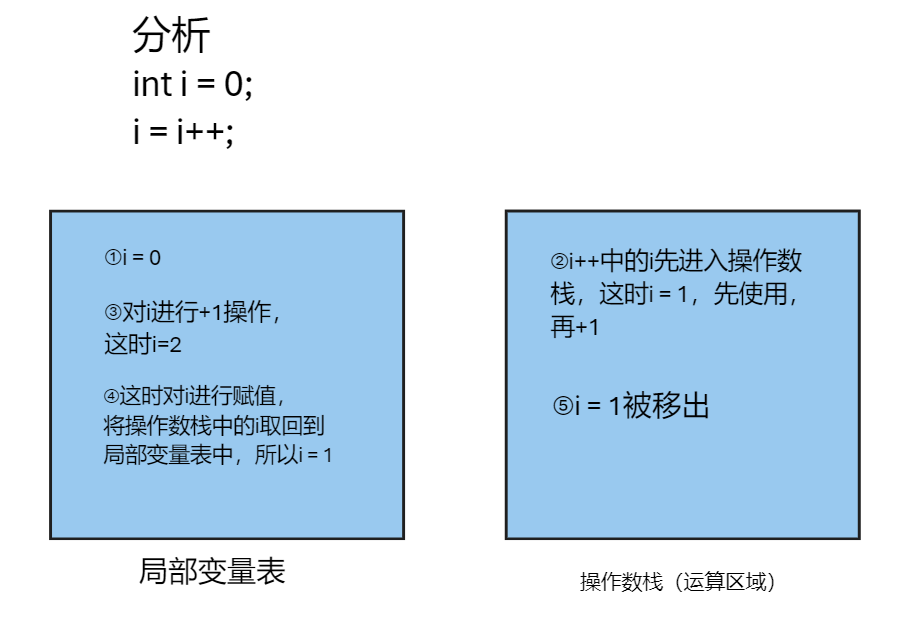 分析
int i = 0;
i = i++;
①i = 0
③对i进行+1操作，
这时i=2
④这时对i进行赋值，
将操作数栈中的i取回到
局部变量表中，所以i = 1
②i++中的i先进入操作数
栈，这时i = 1，先使用，
再+1
⑤i = 1被移出
局部变量表
操作数栈（运算区域）